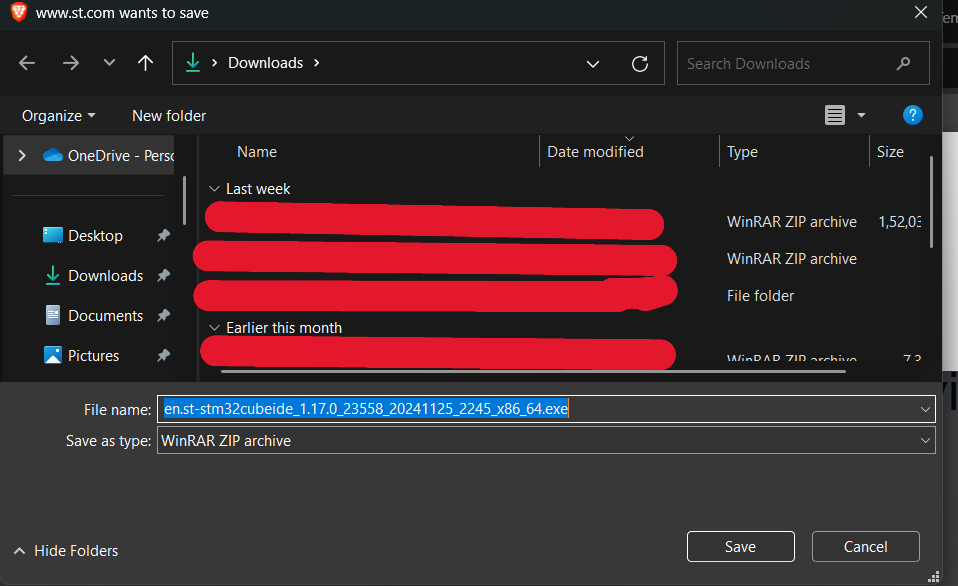 www.st.com wants to save
Downloads
Search Downloads
Organize
New folder
?
OneDrive - Perso
Name
Date modified
Type
Size
Last week
WinRAR ZIP archive
1,52,03
Desktop
WinRAR ZIP archive
Downloads
File folder
Documents
Earlier this month
Pictures
WinRAR ZIP archive
7,3
File name:
en.st-stm32cubeide_1.17.0_23558_20241125_2245_x86_64.exe
Save as type:
WinRAR ZIP archive
Hide Folders
Save
Cancel